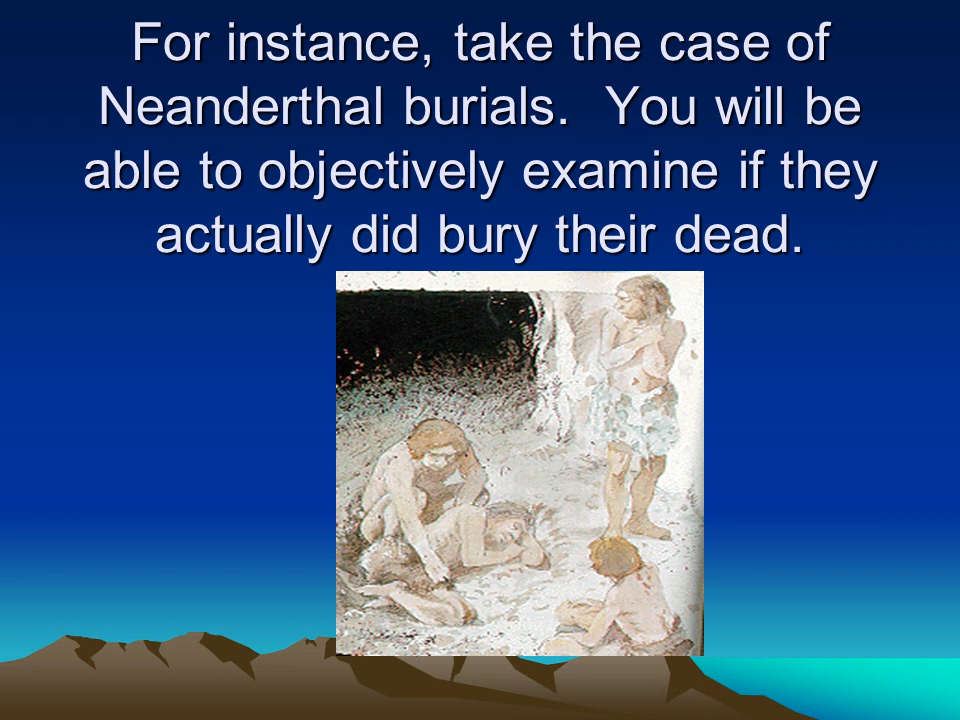 For instance, take the case of
Neanderthal burials.  You will be
able to objectively examine if they
actually did bury their dead.